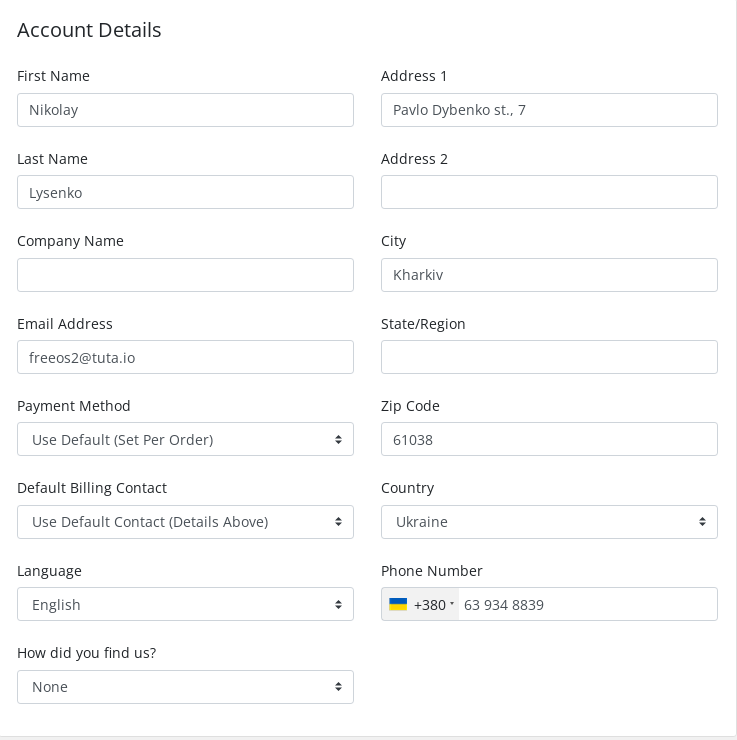 Account Details
First Name
Nikolay
Last Name
Lysenko
Company Name
Email Address
freeos2@tuta.io
Payment Method
Use Default (Set Per Order)
Default Billing Contact
Use Default Contact (Details Above)
Language
English
How did you find us?
None
Address 1
Pavlo Dybenko st., 7
Address 2
City
Kharkiv
State/Region
Zip Code
61038
Country
Ukraine
Phone Number
+380 63 934 8839